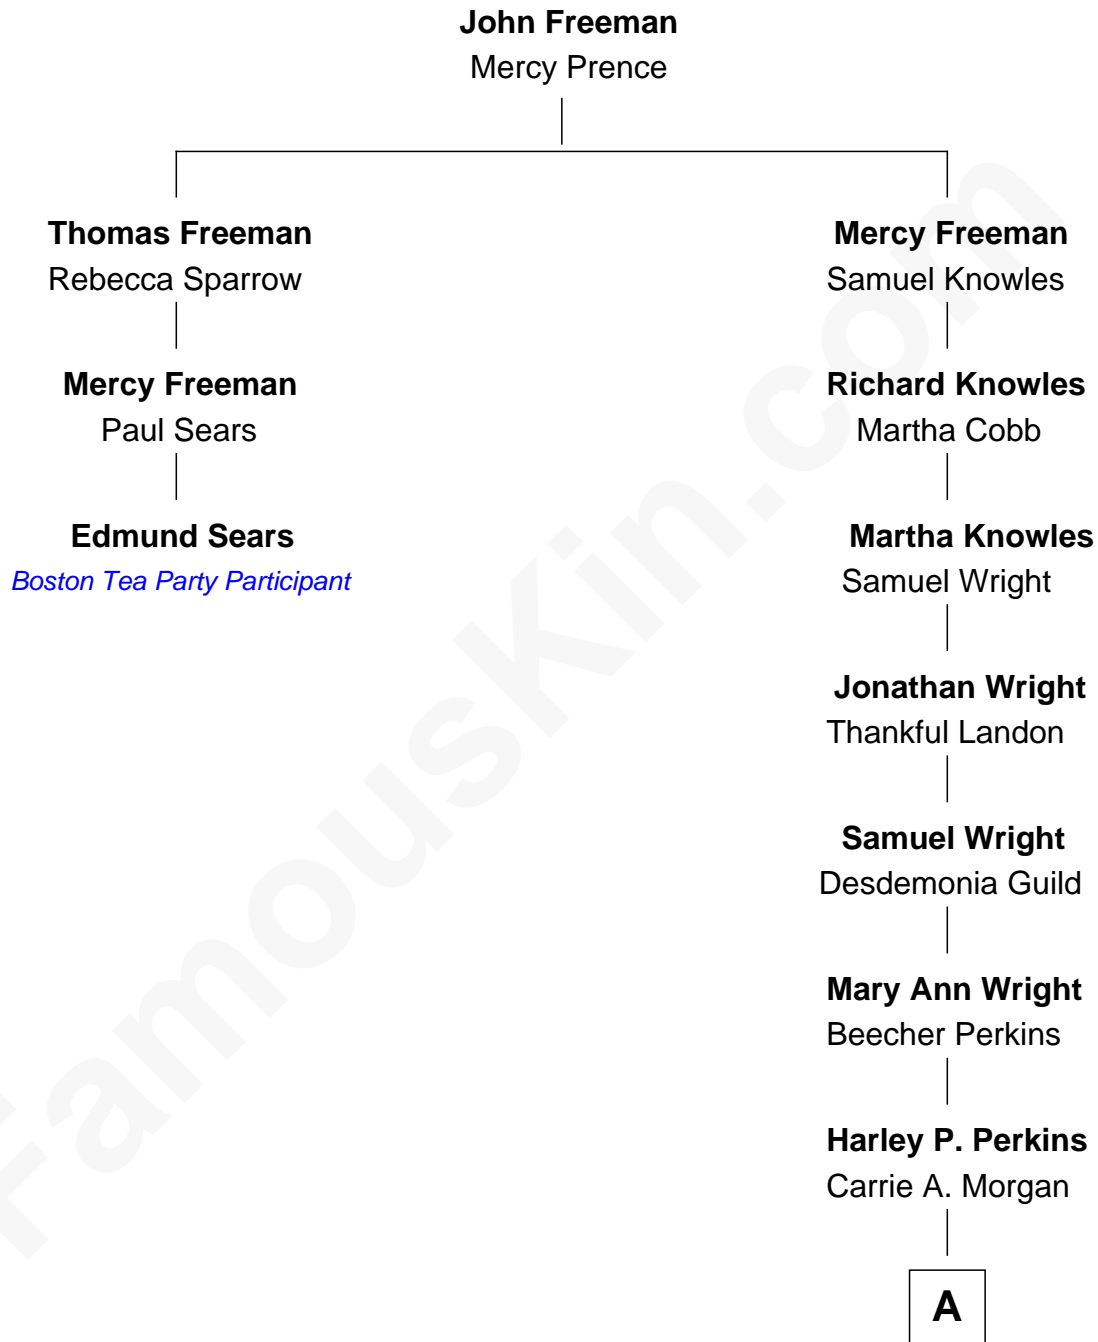 John Freeman
Mercy Prence
Thomas Freeman
Rebecca Sparrow
Mercy Freeman
Paul Sears
Edmund Sears
Boston Tea Party Participant
Mercy Freeman
Samuel Knowles
Richard Knowles
Martha Cobb
Martha Knowles
Samuel Wright
Jonathan Wright
Thankful Landon
Samuel Wright
Desdemonia Guild
Mary Ann Wright
Beecher Perkins
Harley P. Perkins
Carrie A. Morgan
A
FamousKin.com